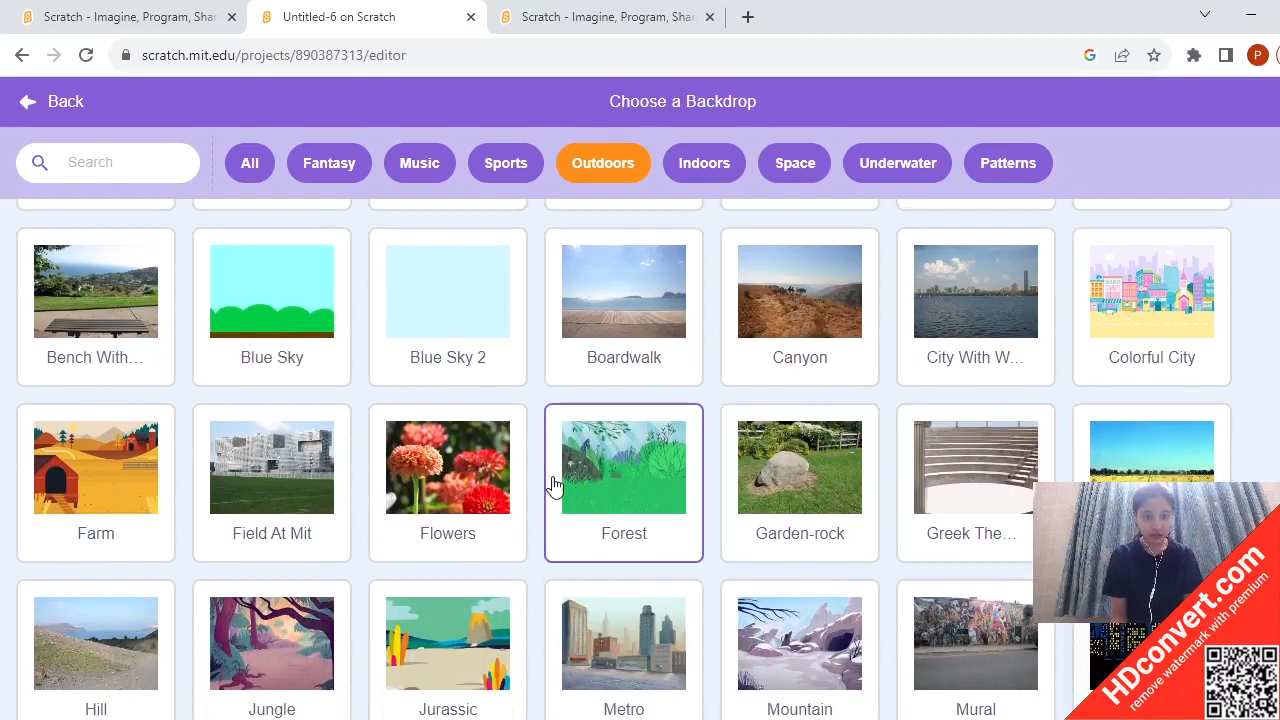 Scratch - Imagine, Program, Shar
Untitled-6 on Scratch
Scratch - Imagine, Program, Shar
scratch.mit.edu/projects/890387313/editor
P
Back
Choose a Backdrop
Search
All
Fantasy
Music
Sports
Outdoors
Indoors
Space
Underwater
Patterns
Bench With...
Blue Sky
Blue Sky 2
Boardwalk
Canyon
City With W...
Colorful City
Farm
Field At Mit
Flowers
Forest
Garden-rock
Greek The...
Hill
Jungle
Jurassic
Metro
Mountain
Mural
HDconvert.com
remove watermark with premium